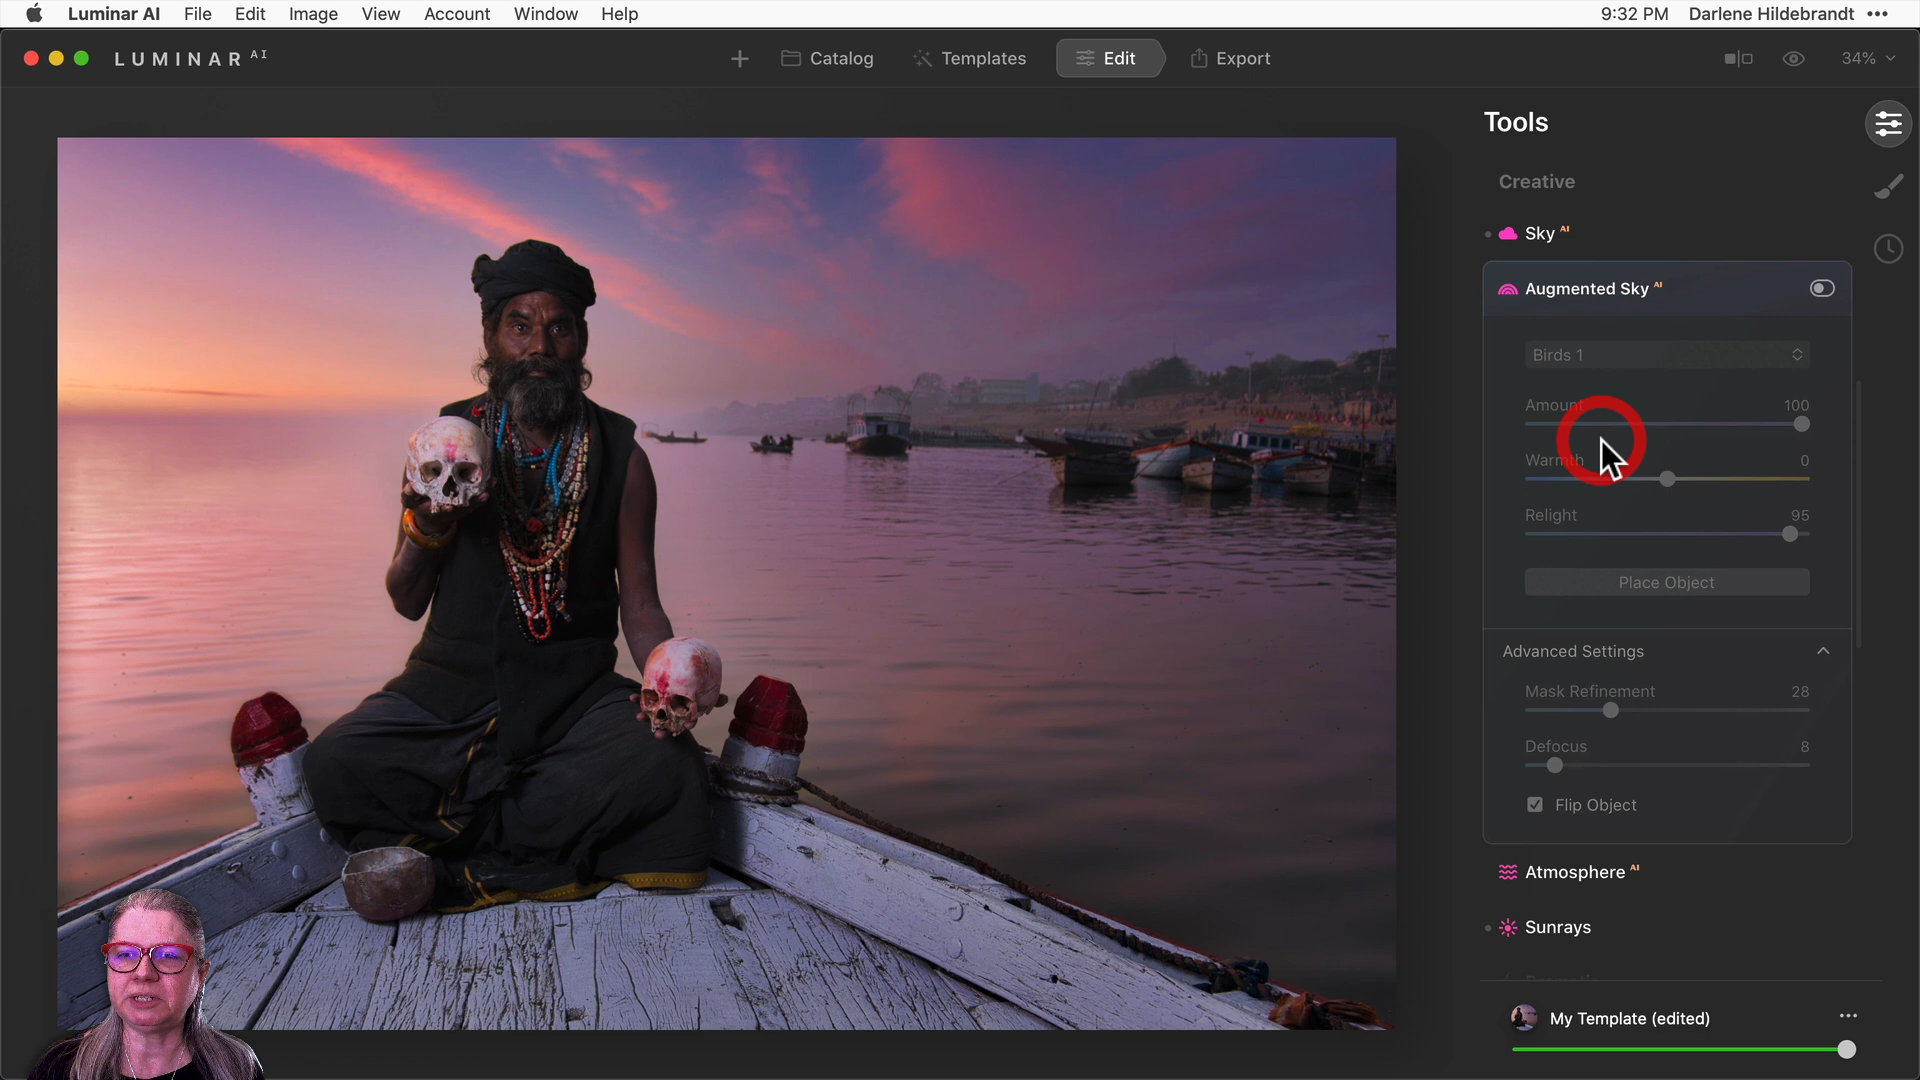 Luminar AI File Edit Image View Account Window Help 9:32 PM Darlene Hildebrandt
LUMINAR AI + Catalog Templates Edit Export 34%
Tools
Creative
Sky AI
Augmented Sky AI
Birds 1
Amount 100
Warmth 0
Relight 95
Place Object
Advanced Settings
Mask Refinement 28
Defocus 8
Flip Object
Atmosphere AI
Sunrays
My Template (edited)